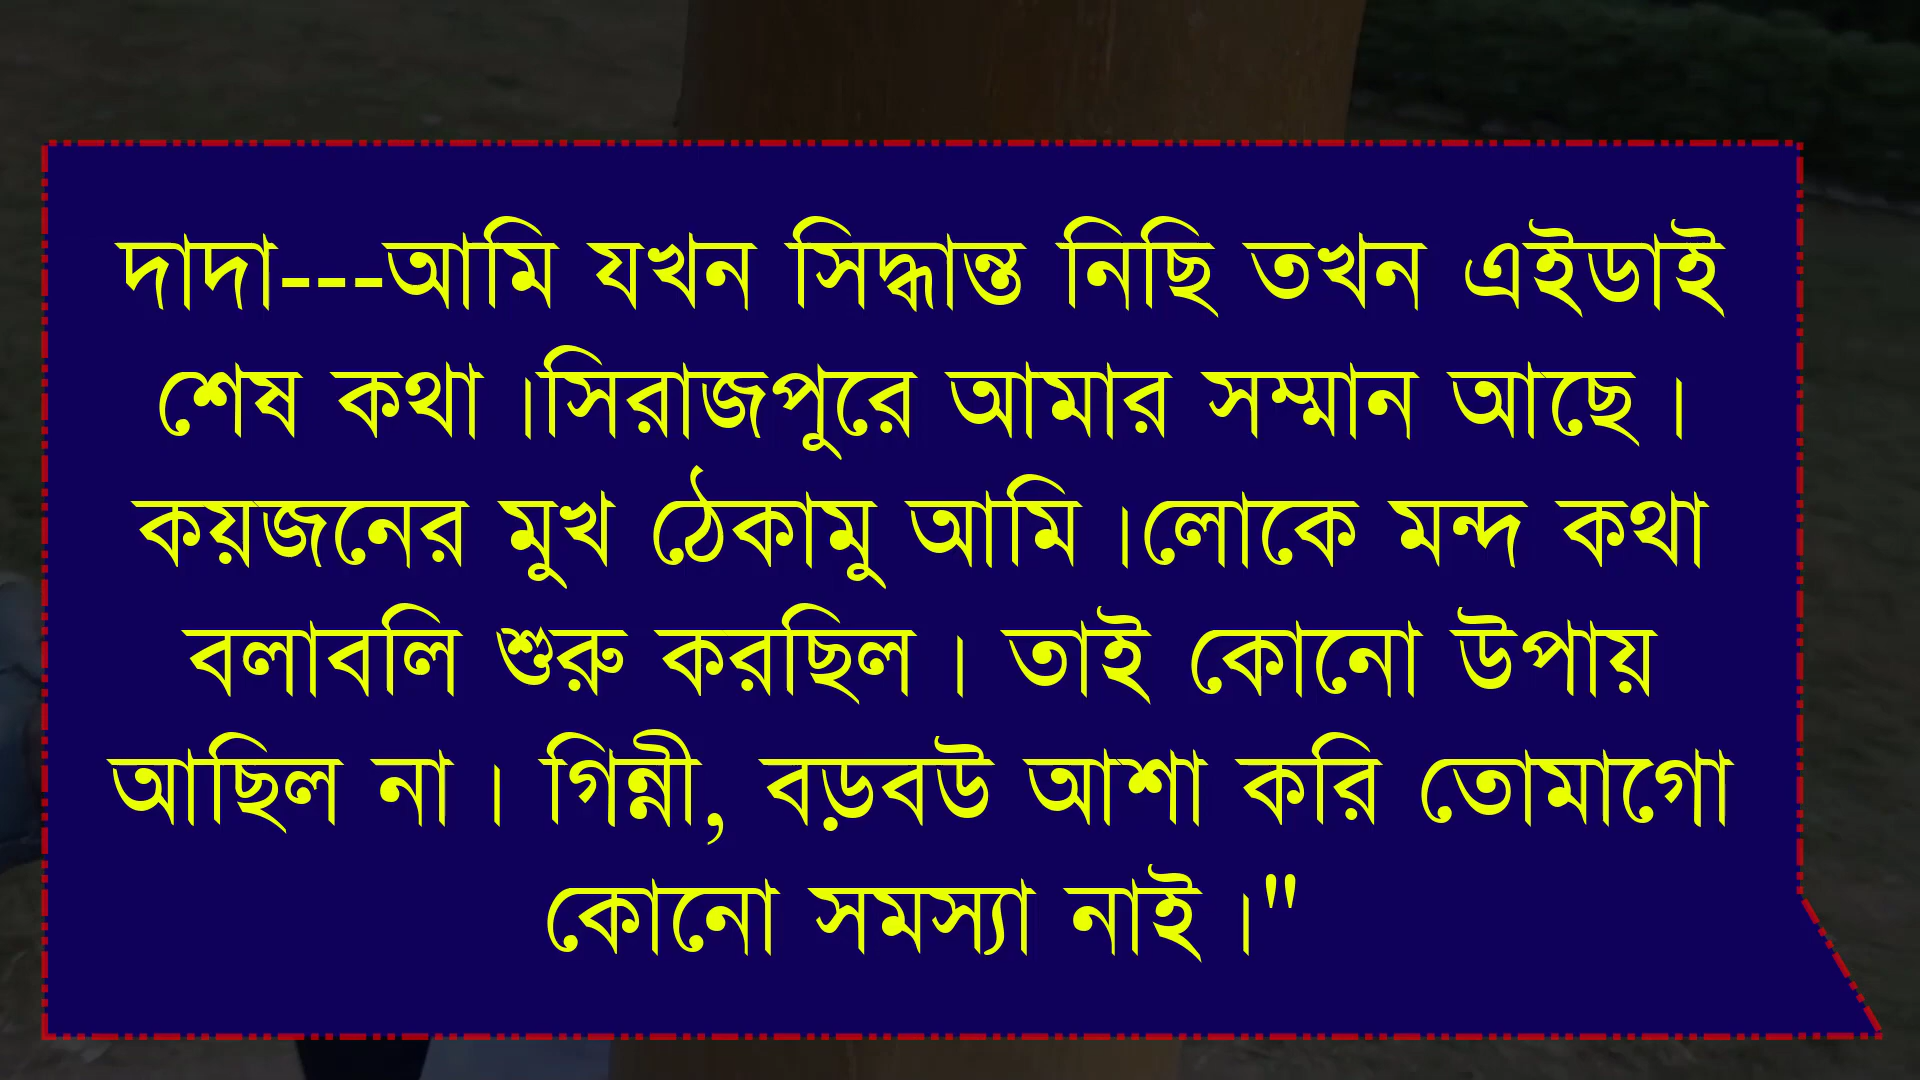 দাদা---আমি যখন সিদ্ধান্ত নিছি তখন এইডাই
শেষ কথা।সিরাজপুরে আমার সম্মান আছে।
কয়জনের মুখ ঠেকামু আমি।লোকে মন্দ কথা
বলাবলি শুরু করছিল। তাই কোনো উপায়
আছিল না। গিন্নী, বড়বউ আশা করি তোমাগো
কোনো সমস্যা নাই।"